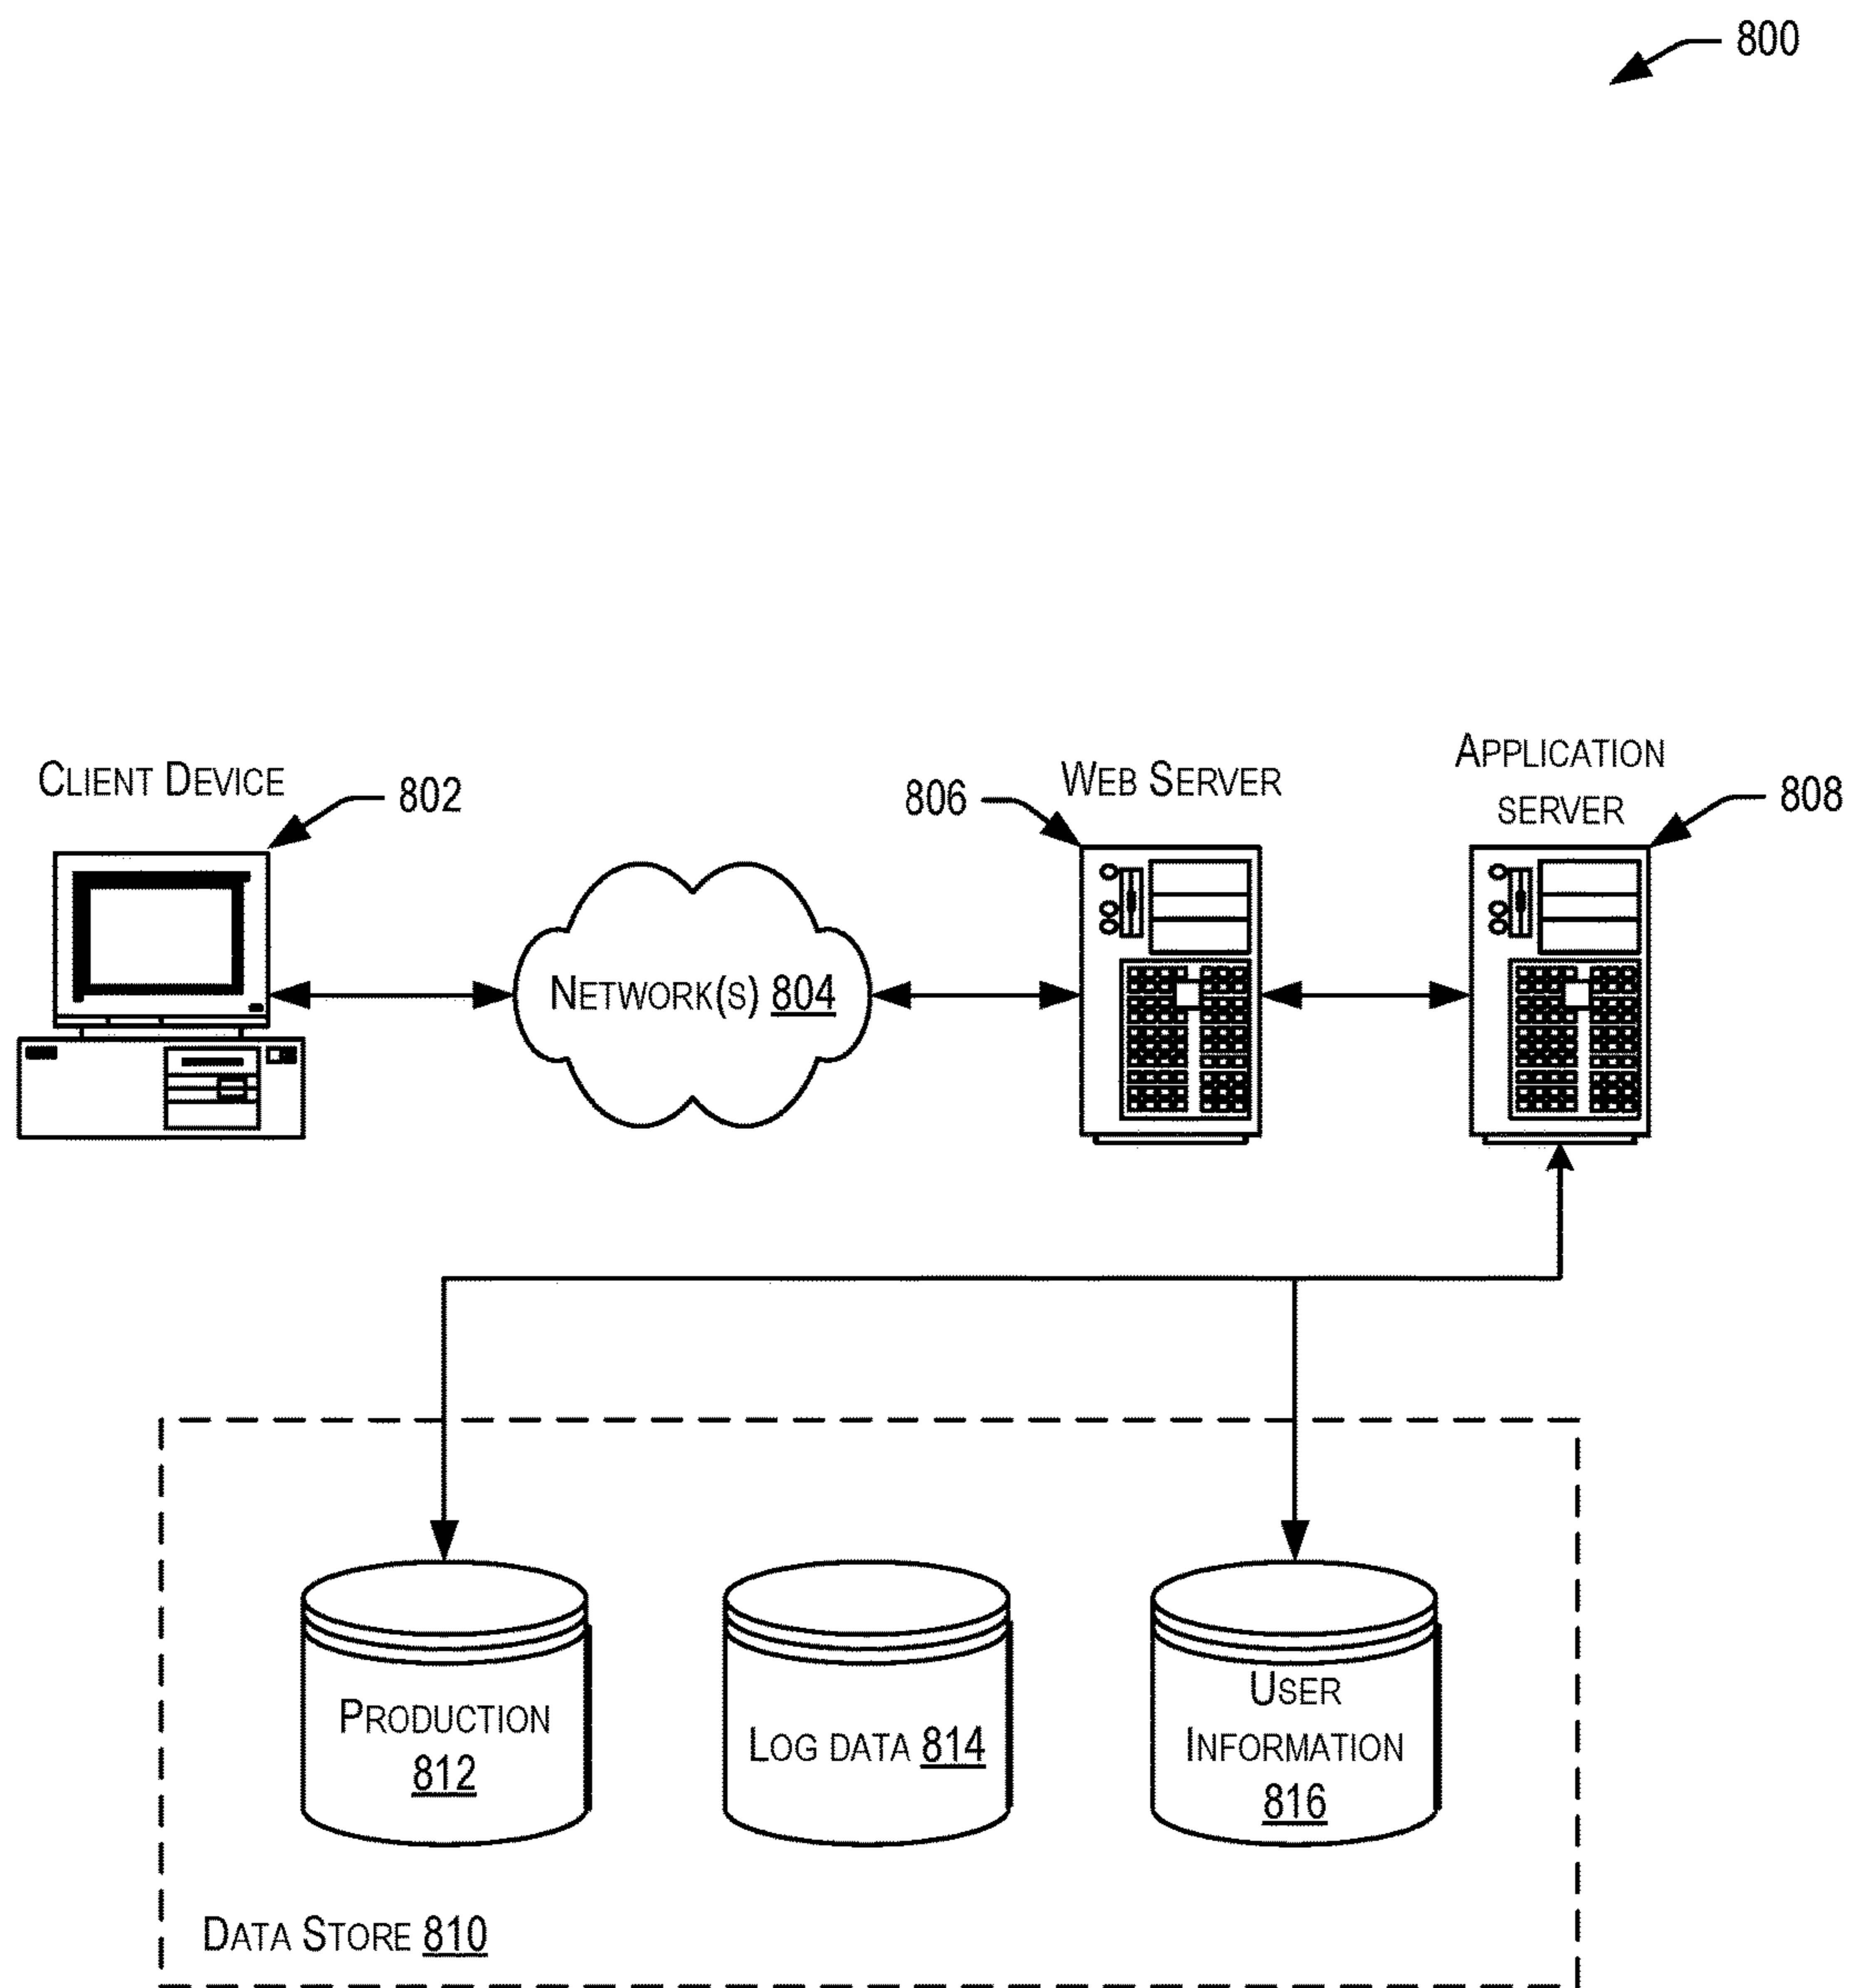 800
CLIENT DEVICE
802
806
WEB SERVER
APPLICATION
SERVER
808
NETWORK(S) 804
PRODUCTION
812
LOG DATA 814
USER
INFORMATION
816
DATA STORE 810